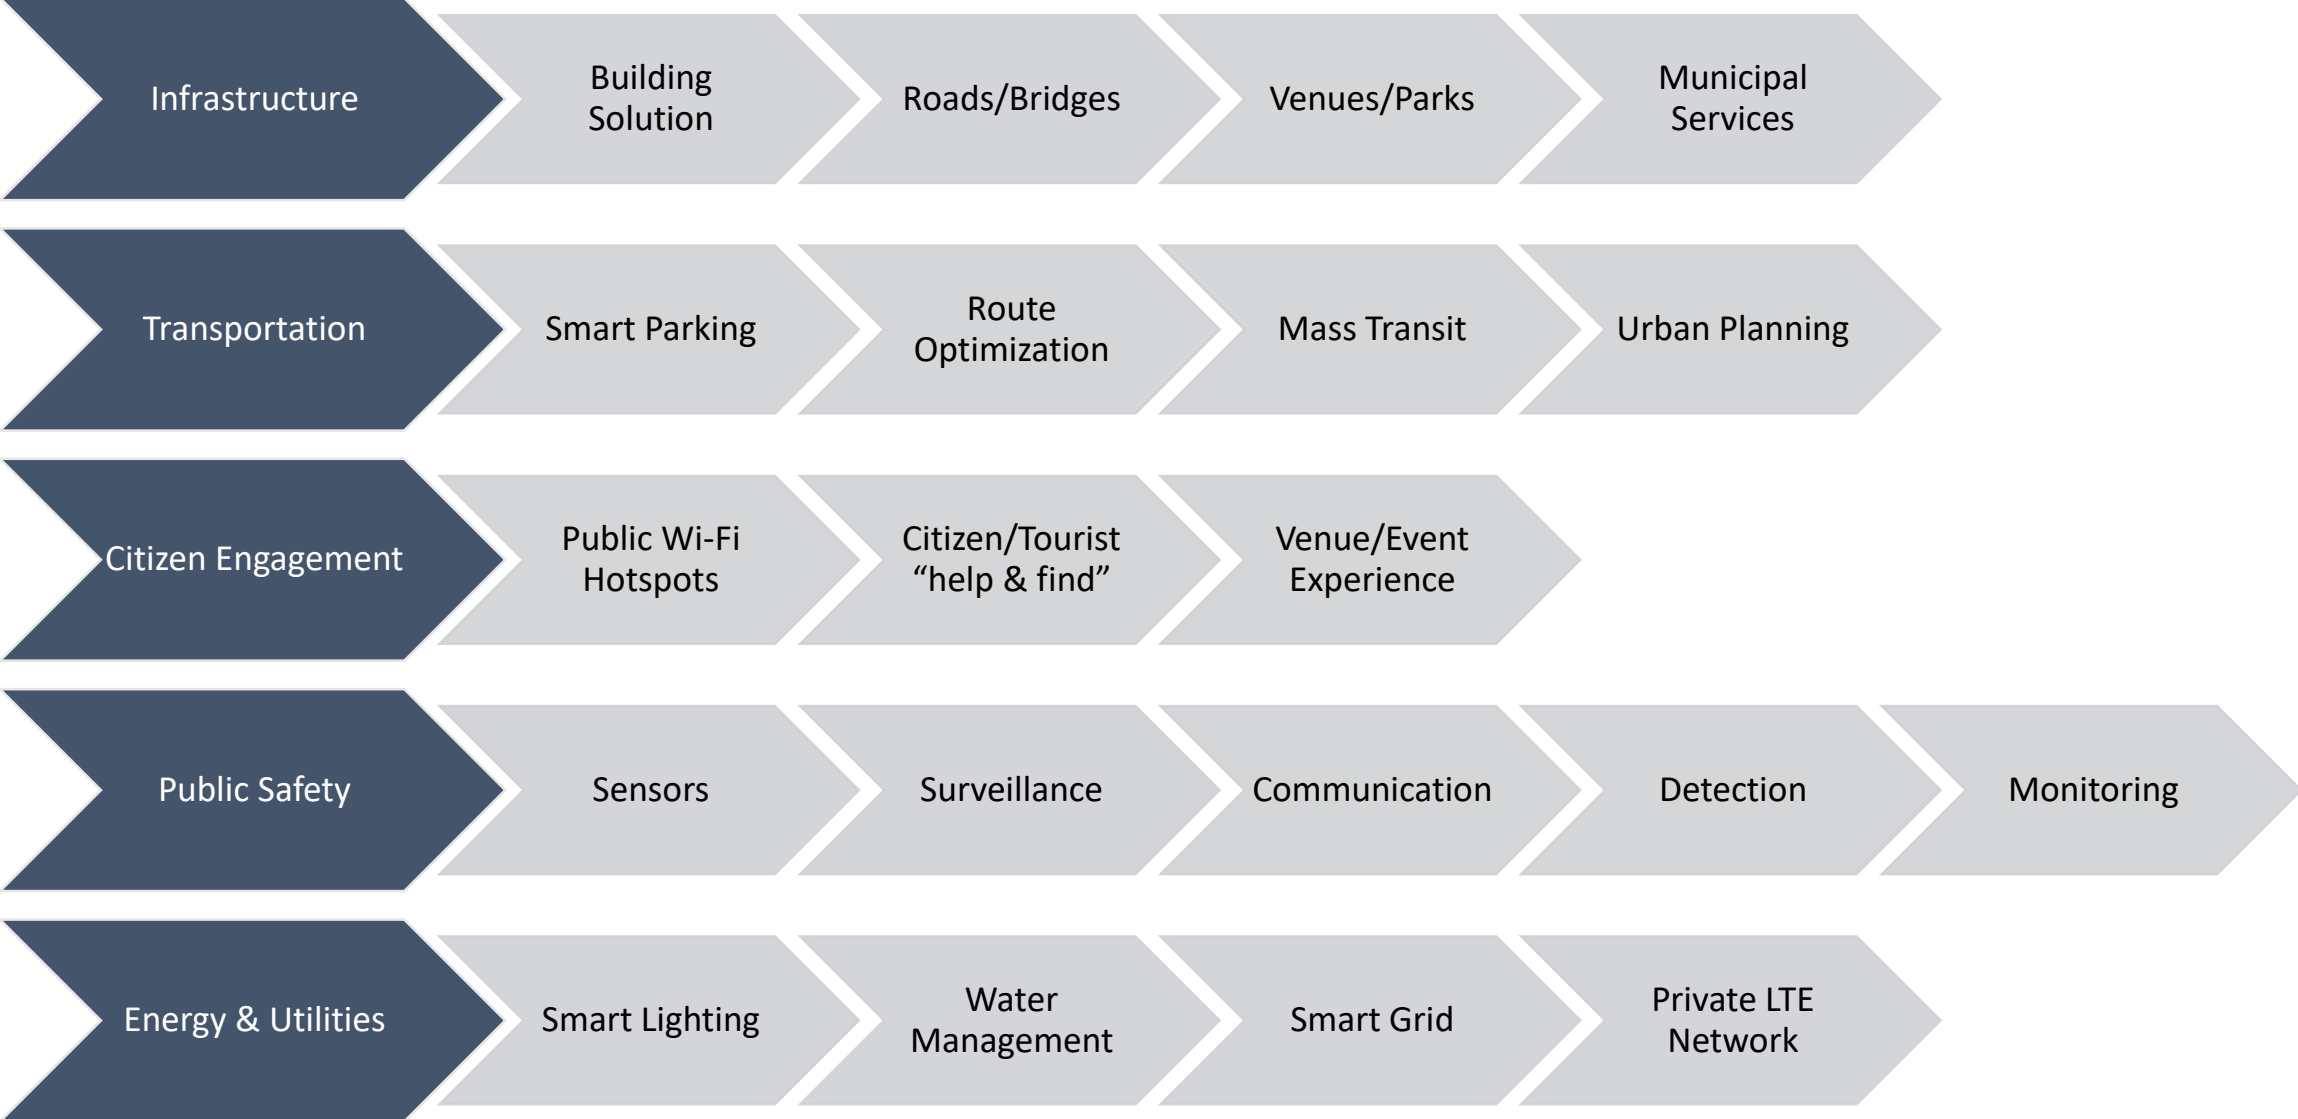 Infrastructure
Building
Solution
Roads/Bridges
Venues/Parks
Municipal
Services
Transportation
Smart Parking
Route
Optimization
Mass Transit
Urban Planning
Citizen Engagement
Public Wi-Fi
Hotspots
Citizen/Tourist
“help & find”
Venue/Event
Experience
Public Safety
Sensors
Surveillance
Communication
Detection
Monitoring
Energy & Utilities
Smart Lighting
Water
Management
Smart Grid
Private LTE
Network